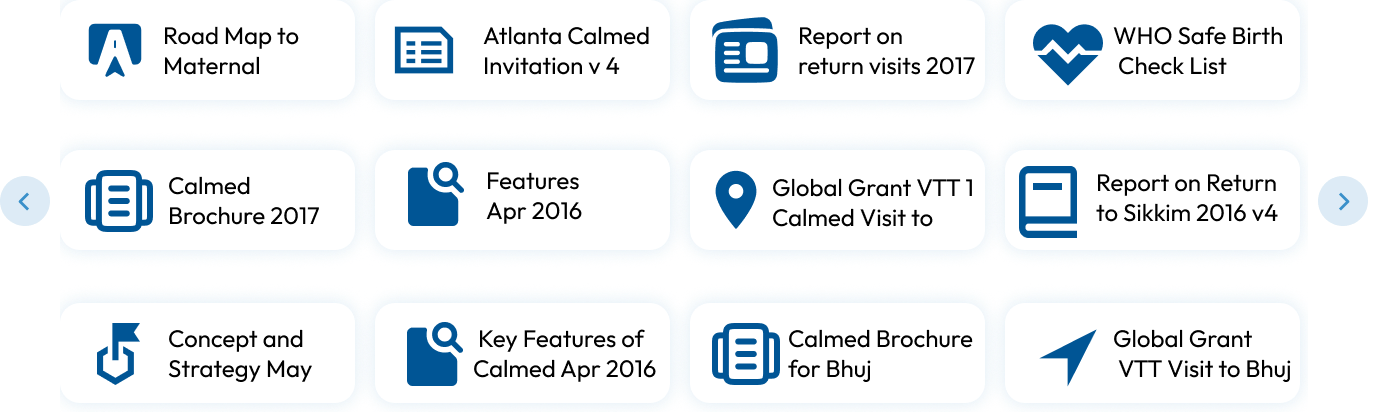 Road Map to
Maternal
Atlanta Calmed
Invitation v 4
Report on
return visits 2017
WHO Safe Birth
Check List
Calmed
Brochure 2017
Features
Apr 2016
Global Grant VTT 1
Calmed Visit to
Report on Return
to Sikkim 2016 v4
Concept and
Strategy May
Key Features of
Calmed Apr 2016
Calmed Brochure
for Bhuj
Global Grant
VTT Visit to Bhuj